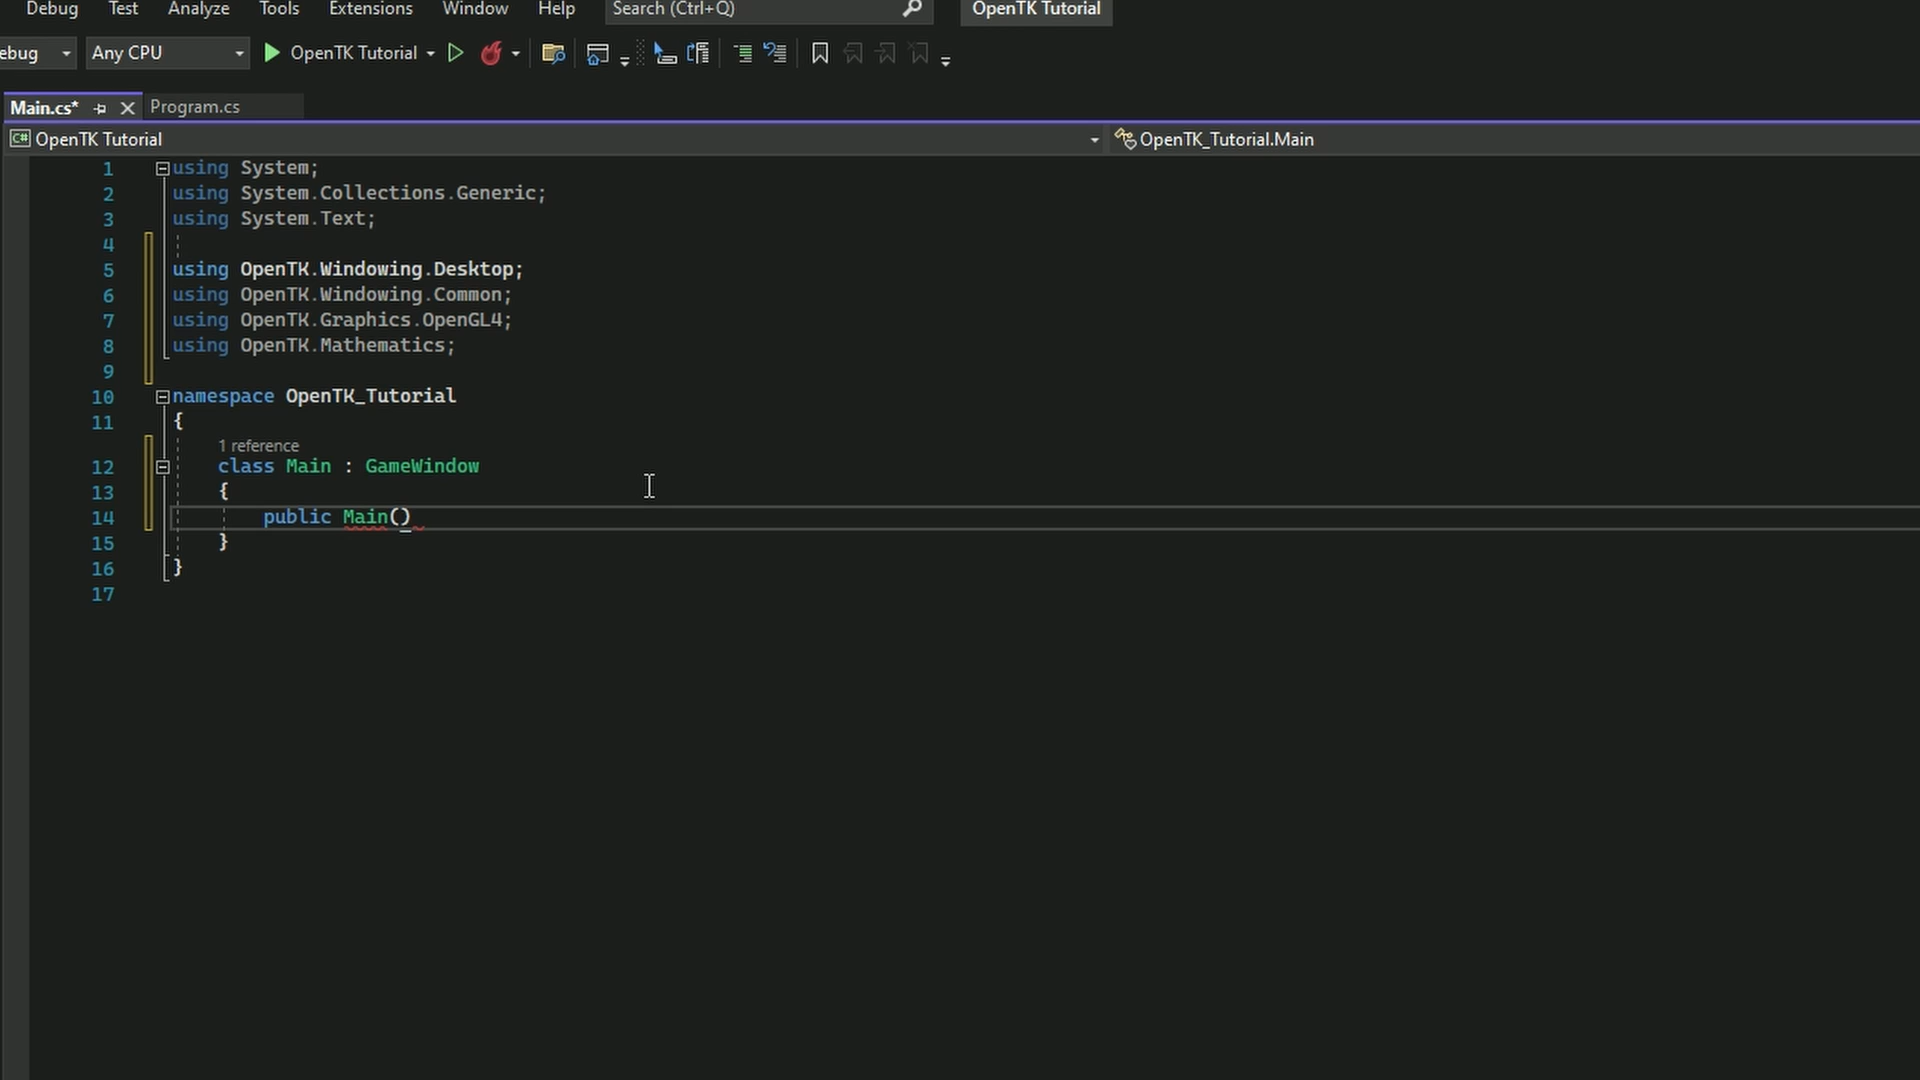 Debug Test Analyze Tools Extensions Window Help Search (Ctrl+Q) OpenTK Tutorial
ebug Any CPU OpenTK Tutorial
Main.cs* Program.cs
C# OpenTK Tutorial OpenTK_Tutorial.Main
1 using System;
2 using System.Collections.Generic;
3 using System.Text;
4
5 using OpenTK.Windowing.Desktop;
6 using OpenTK.Windowing.Common;
7 using OpenTK.Graphics.OpenGL4;
8 using OpenTK.Mathematics;
9
10 namespace OpenTK_Tutorial
11 {
1 reference
12 class Main : GameWindow
13 {
14 public Main()
15 }
16 }
17